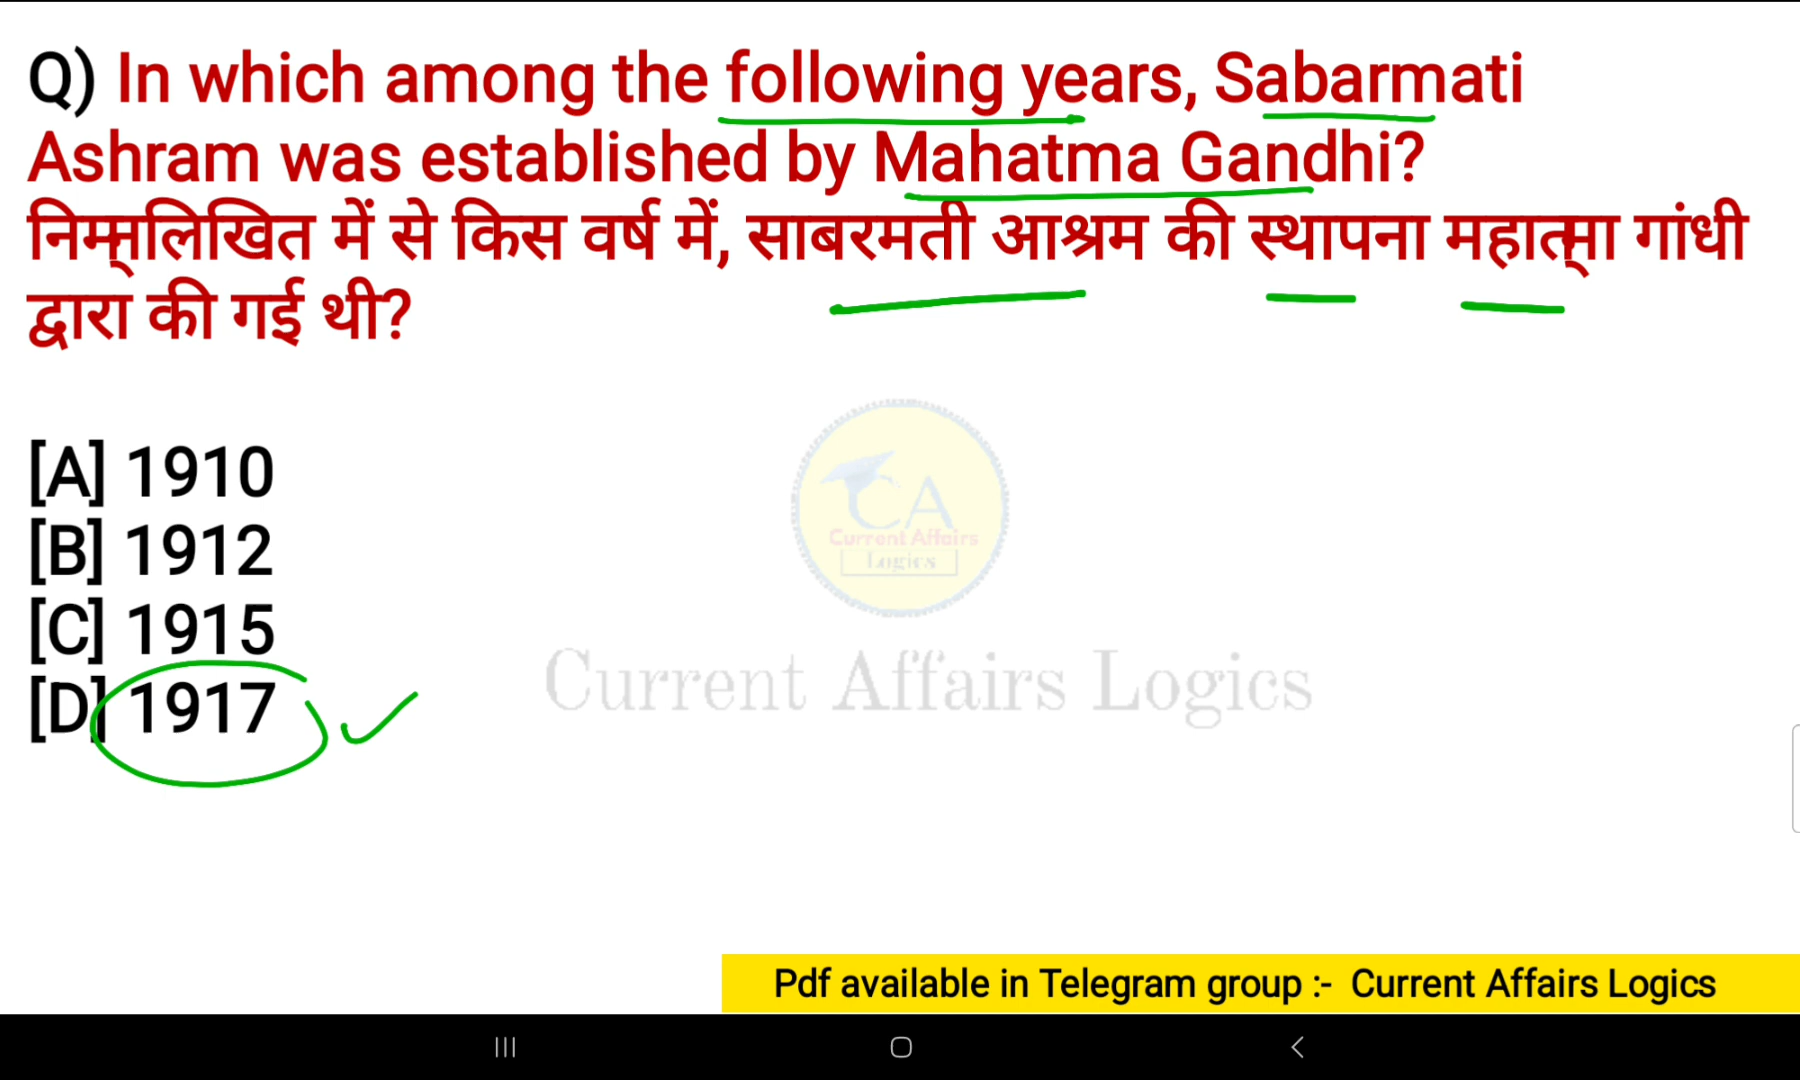 Q) In which among the following years, Sabarmati
Ashram was established by Mahatma Gandhi?
निम्नलिखित में से किस वर्ष में, साबरमती आश्रम की स्थापना महात्मा गांधी
द्वारा की गई थी?
[A] 1910
[B] 1912
[C] 1915
[D] 1917
CA
Current Affairs
Logics
Current Affairs Logics
Pdf available in Telegram group :- Current Affairs Logics